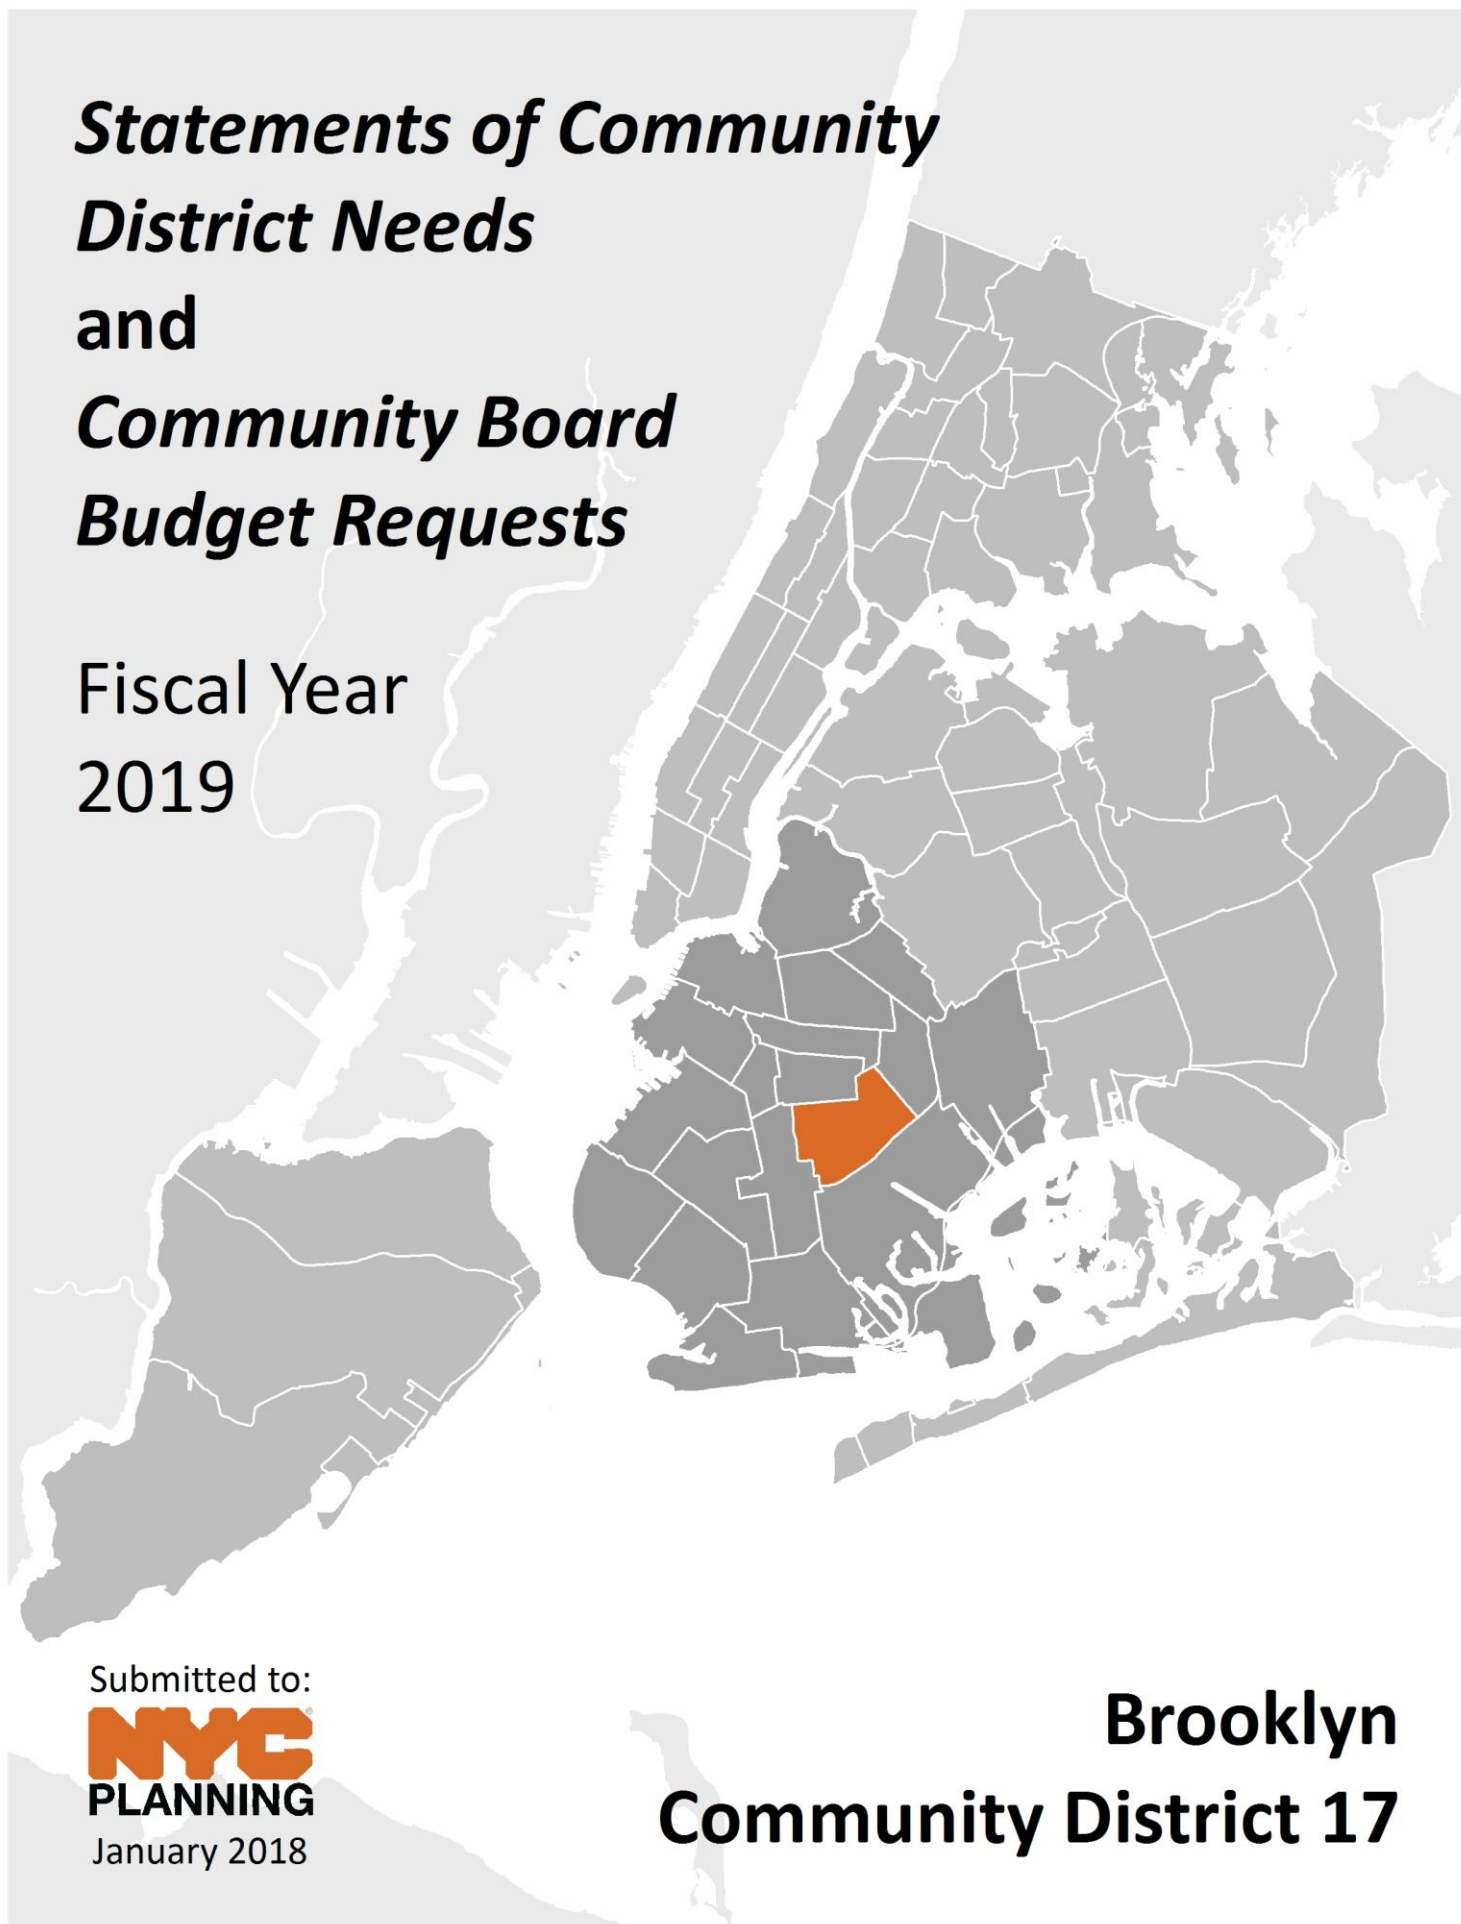 Statements of Community
District Needs
and
Community Board
Budget Requests
Fiscal Year
2019
Submitted to:
NYC®
PLANNING
January 2018
Brooklyn
Community District 17